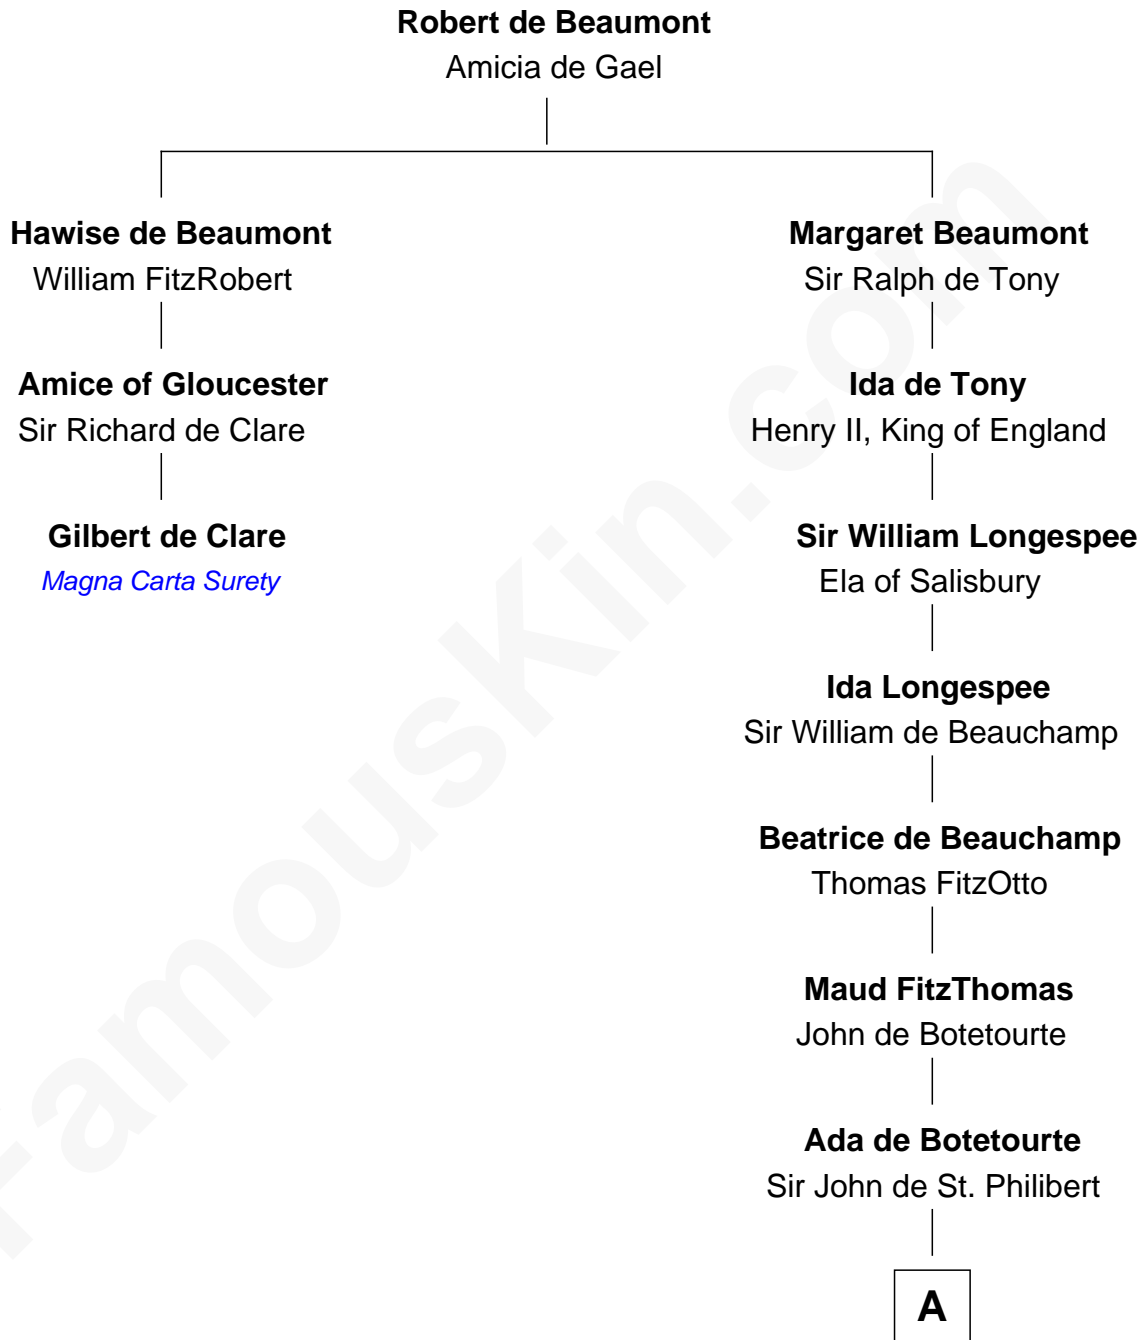 Robert de Beaumont
Amicia de Gael
Hawise de Beaumont
William FitzRobert
Margaret Beaumont
Sir Ralph de Tony
Amice of Gloucester
Sir Richard de Clare
Ida de Tony
Henry II, King of England
Gilbert de Clare
Magna Carta Surety
Sir William Longespee
Ela of Salisbury
Ida Longespee
Sir William de Beauchamp
Beatrice de Beauchamp
Thomas FitzOtto
Maud FitzThomas
John de Botetourte
Ada de Botetourte
Sir John de St. Philibert
A
FamousKin.com